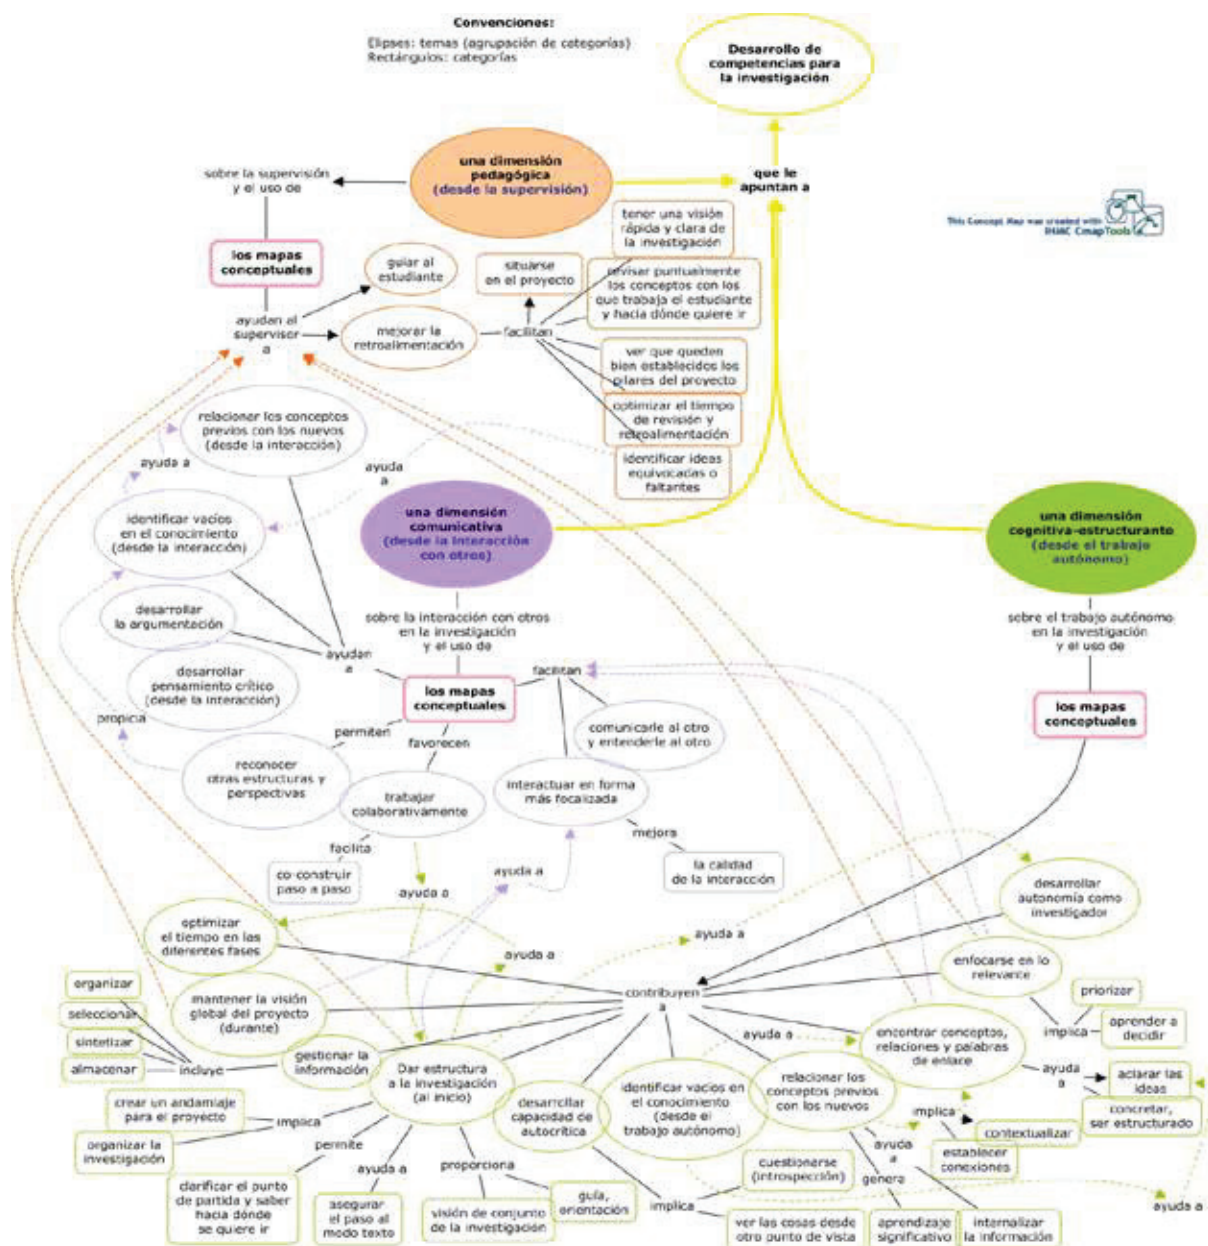 Convenciones:
Elipses: temas (agrupación de categorías)
Rectángulos: categorías
Desarrollo de
competencias para
la investigación
una dimensión
pedagógica
(desde la supervisión)
sobre la supervisión
y el uso de
que le
apuntan a
This Concept Map was created with
IHMC CmapTools
tener una visión
rápida y clara de
la investigación
los mapas
conceptuales
guiar al
estudiante
situarse
en el proyecto
revisar puntualmente
los conceptos con los
que trabaja el estudiante
y hacia dónde quiere ir
ayudan al
supervisor
a
mejorar la
retroalimentación
facilitan
ver que queden
bien establecidos los
pilares del proyecto
optimizar el tiempo
de revisión y
retroalimentación
identificar ideas
equivocadas o
faltantes
relacionar los conceptos
previos con los nuevos
(desde la interacción)
ayuda a
ayuda
a
identificar vacíos
en el conocimiento
(desde la interacción)
una dimensión
comunicativa
(desde la interacción
con otros)
una dimensión
cognitiva-estructurante
(desde el trabajo
autónomo)
desarrollar
la argumentación
sobre la interacción con otros
en la investigación
y el uso de
sobre el trabajo autónomo
en la investigación
y el uso de
ayudan
a
desarrollar
pensamiento crítico
(desde la interacción)
facilitan
los mapas
conceptuales
los mapas
conceptuales
propicia
permiten
favorecen
comunicarle al otro
y entenderle al otro
reconocer
otras estructuras y
perspectivas
trabajar
colaborativamente
interactuar en forma
más focalizada
facilita
mejora
co-construir
paso a paso
ayuda a
ayuda a
la calidad
de la interacción
desarrollar
autonomía como
investigador
optimizar
el tiempo en las
diferentes fases
ayuda a
ayuda a
enfocarse en lo
relevante
organizar
mantener la visión
global del proyecto
(durante)
contribuyen
a
priorizar
seleccionar
ayuda a
encontrar conceptos,
relaciones y palabras
de enlace
implica
aprender a
decidir
sintetizar
gestionar la
información
almacenar
incluye
Dar estructura
a la investigación
(al inicio)
desarrollar
capacidad de
autocrítica
identificar vacíos en
el conocimiento
(desde el
trabajo autónomo)
relacionar los
conceptos previos
con los nuevos
ayuda
a
aclarar las
ideas
crear un andamiaje
para el proyecto
implica
implica
concretar,
ser estructurado
organizar la
investigación
permite
contextualizar
ayuda
a
establecer
conexiones
clarificar el punto
de partida y saber
hacia dónde
se quiere ir
ayuda a
proporciona
cuestionarse
(introspección)
genera
asegurar
el paso al
modo texto
visión de conjunto
de la investigación
guía,
orientación
implica
ayuda a
ver las cosas desde
otro punto de vista
aprendizaje
significativo
internalizar
la información